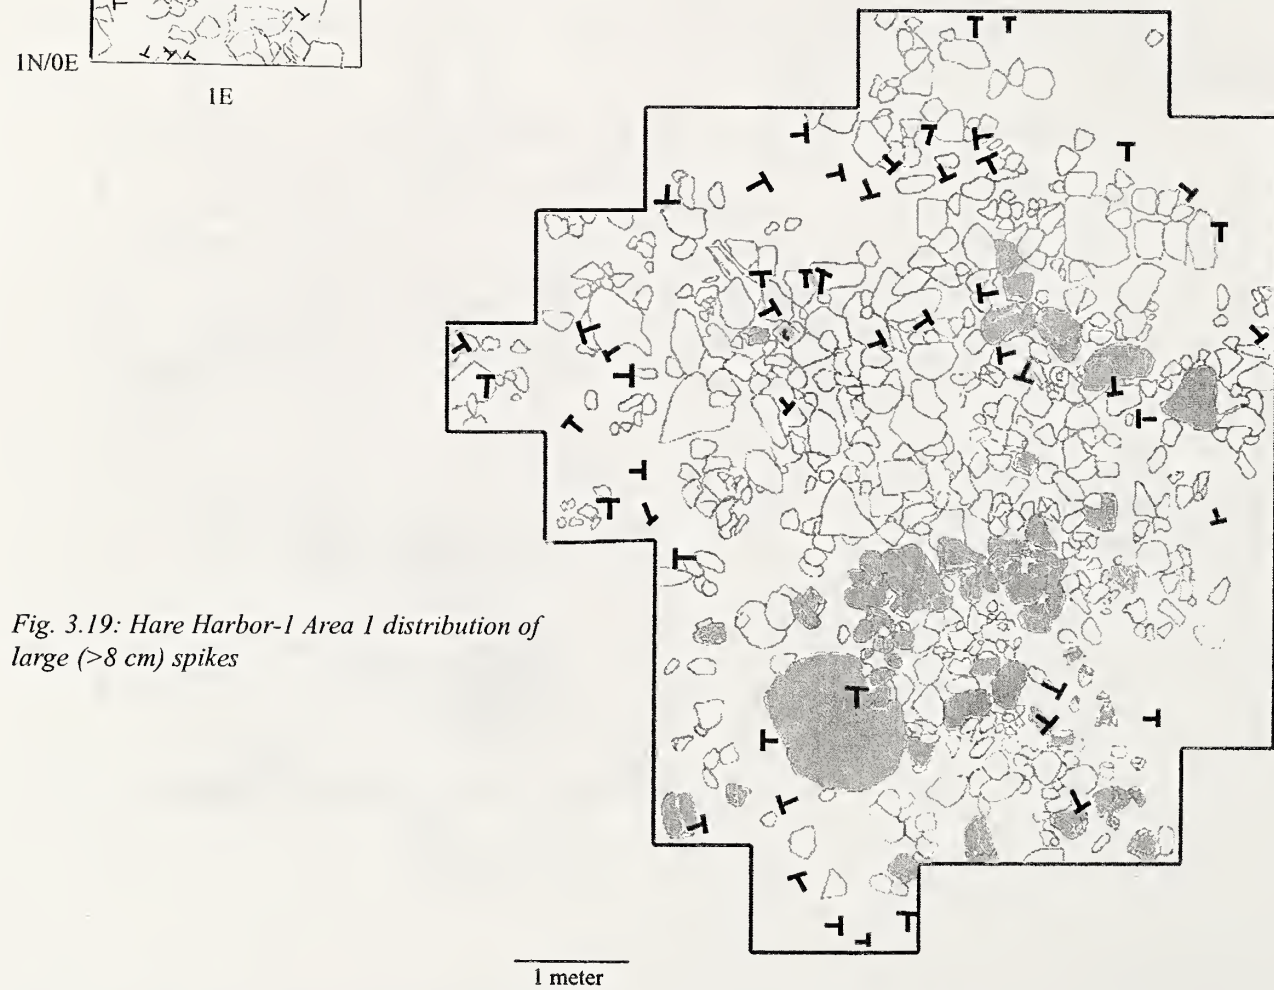 1N/0E
1E
Fig. 3.19: Hare Harbor-1 Area 1 distribution of
large (>8 cm) spikes
1 meter